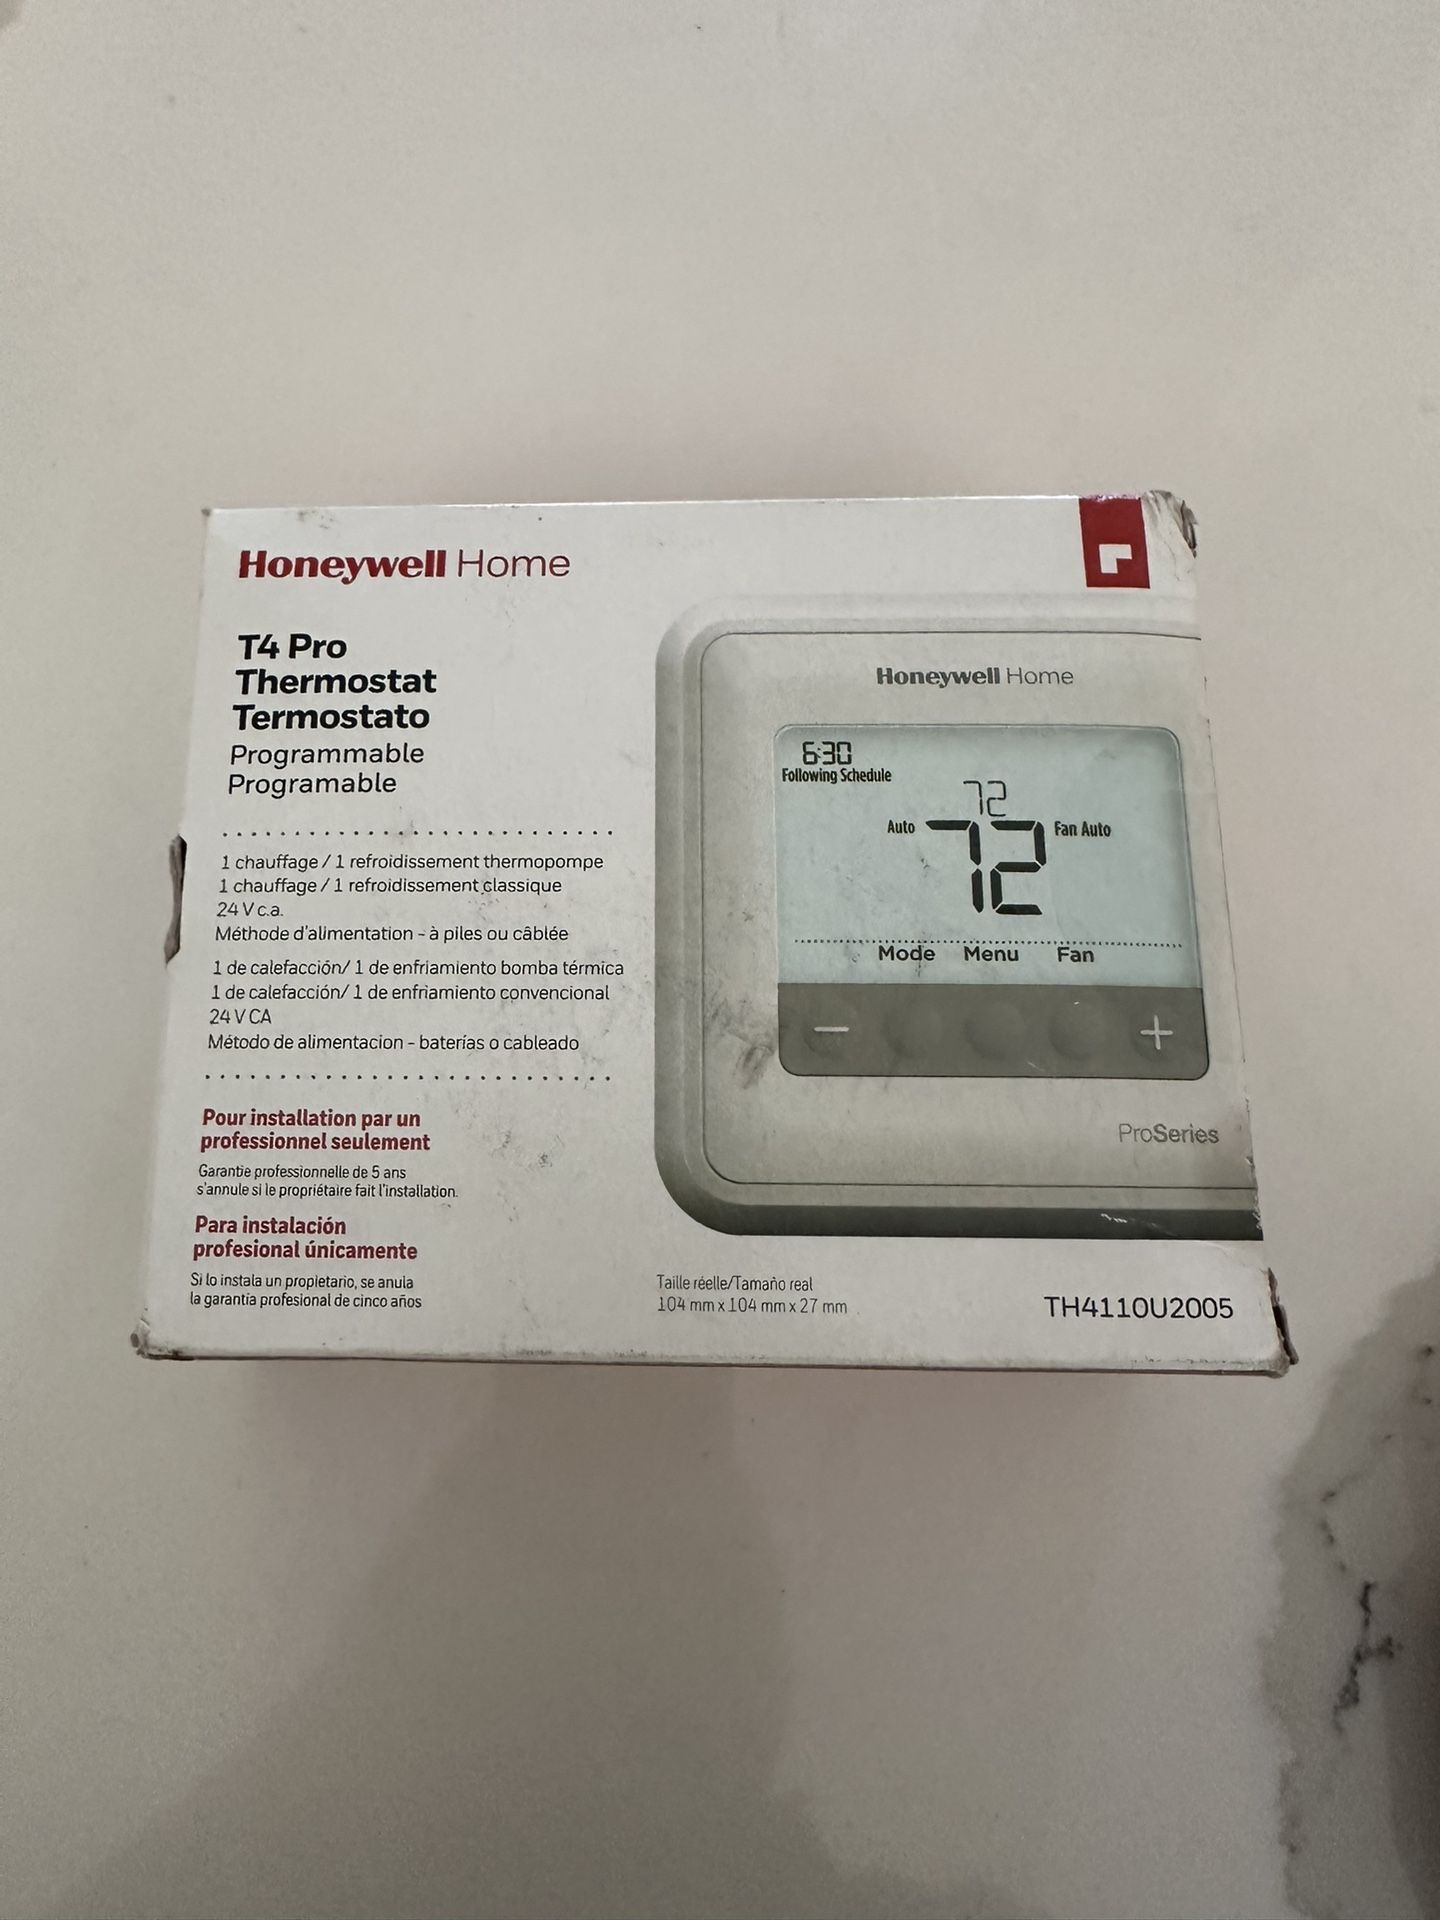 Honeywell Home
T4 Pro
Thermostat
Termostato
Programmable
Programable
1 chauffage / 1 refroidissement thermopompe
1 chauffage / 1 refroidissement classique
24 V c.a.
Méthode d'alimentation - à piles ou câblée
1 de calefacción/ 1 de enfriamiento bomba térmica
1 de calefacción/ 1 de enfriamiento convencional
24 V CA
Método de alimentacion - baterías o cableado
Pour installation par un
professionnel seulement
Garantie professionnelle de 5 ans
s'annule si le propriétaire fait l'installation.
Para instalación
profesional únicamente
Si lo instala un propietario, se anula
la garantía profesional de cinco años
Honeywell Home
6:30
Following Schedule
72
Auto
72
Fan Auto
Mode Menu Fan
− +
ProSeries
Taille réelle/Tamaño real
104 mm x 104 mm x 27 mm
TH4110U2005